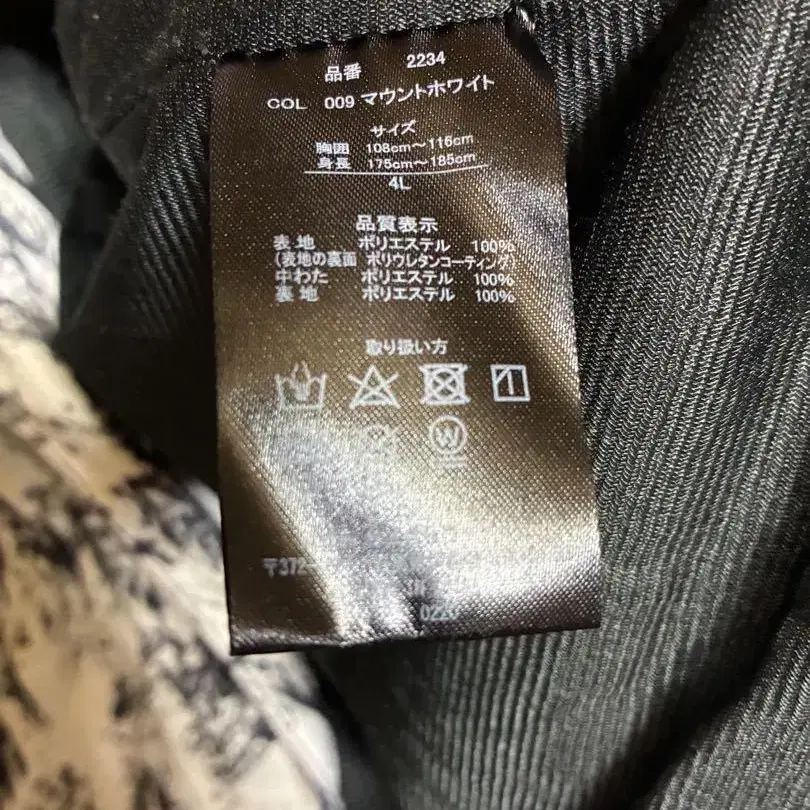 品番 2234
COL 009 マウントホワイト
サイズ
胸囲 108cm～116cm
身長 175cm～185cm
4L
品質表示
表地 ポリエステル 100%
(表地の裏面 ポリウレタンコーティング)
中わた ポリエステル 100%
裏地 ポリエステル 100%
取り扱い方
W
〒372